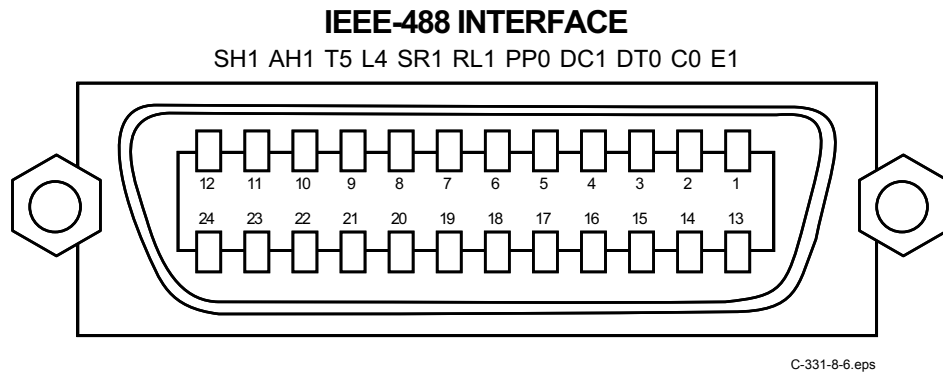 IEEE-488 INTERFACE
SH1 AH1 T5 L4 SR1 RL1 PP0 DC1 DT0 C0 E1
12 11 10 9 8 7 6 5 4 3 2 1
24 23 22 21 20 19 18 17 16 15 14 13
C-331-8-6.eps